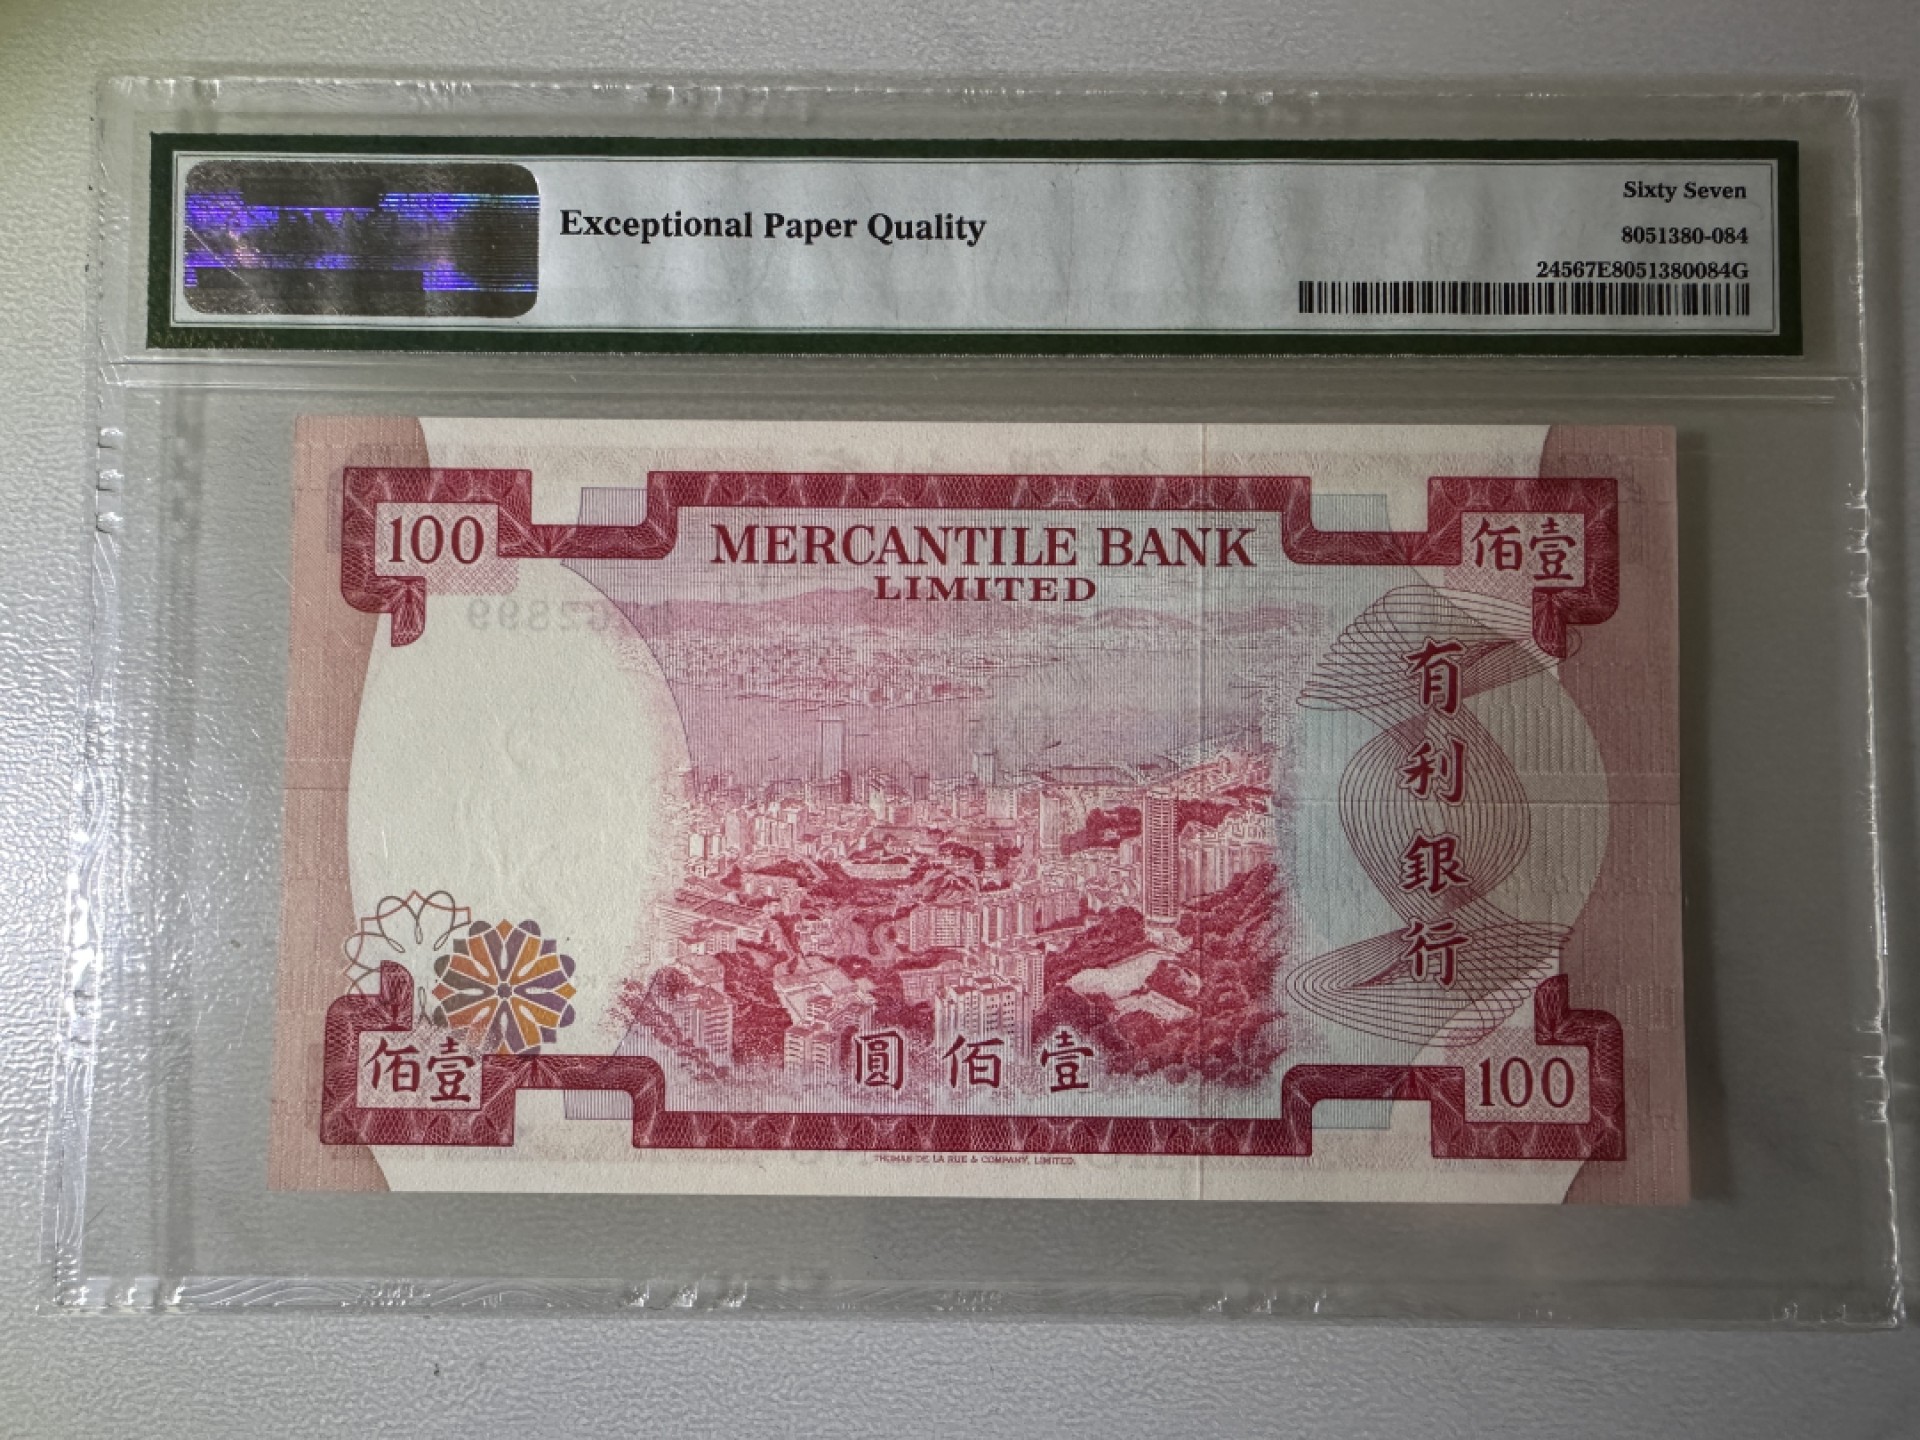 Exceptional Paper Quality
Sixty Seven
8051380-084
24567E8051380084G
100
MERCANTILE BANK
LIMITED
佰壹
有利銀行
圓佰壹
佰壹
100
THOMAS DE LA RUE & COMPANY, LIMITED.